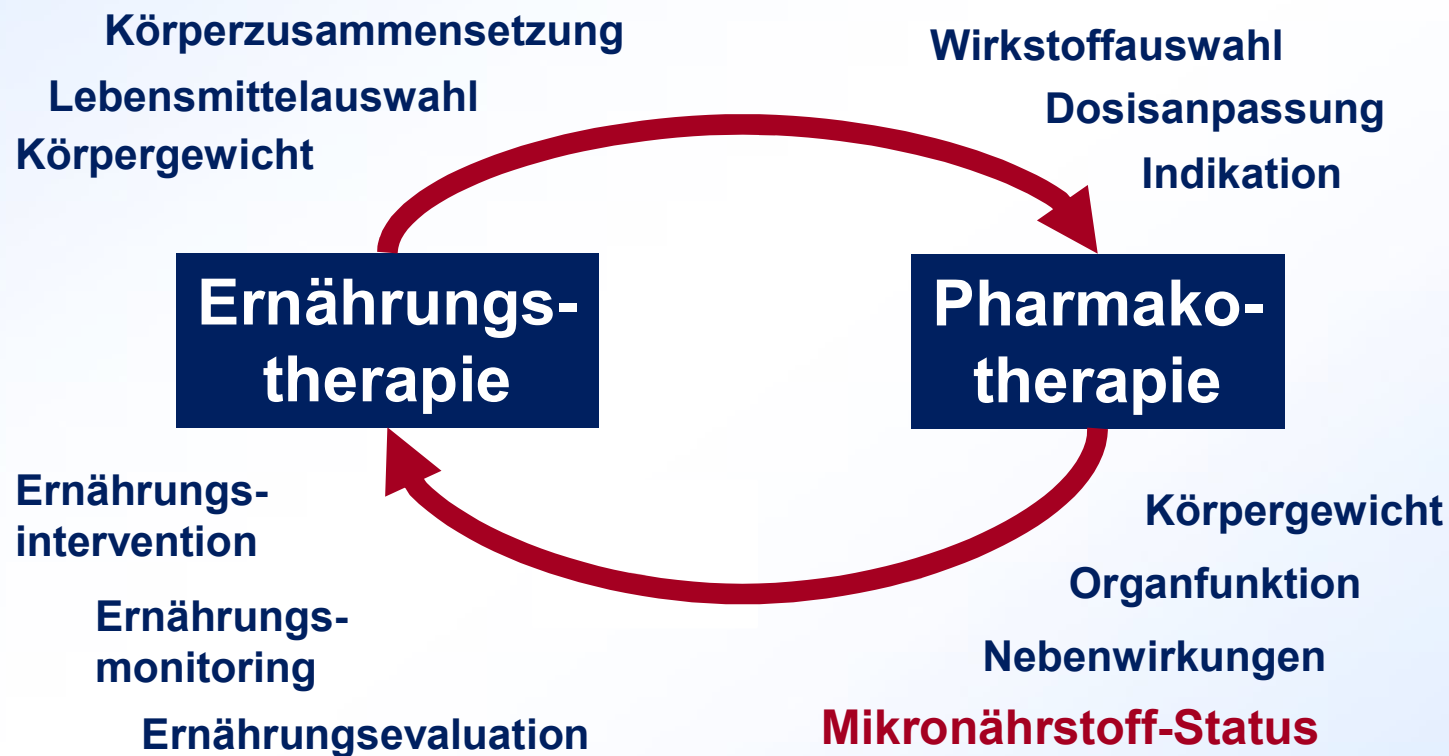 Körperzusammensetzung
Lebensmittelauswahl
Körpergewicht
Wirkstoffauswahl
Dosisanpassung
Indikation
Ernährungs-
therapie
Pharmako-
therapie
Ernährungs-
intervention
Ernährungs-
monitoring
Ernährungsevaluation
Körpergewicht
Organfunktion
Nebenwirkungen
Mikronährstoff-Status